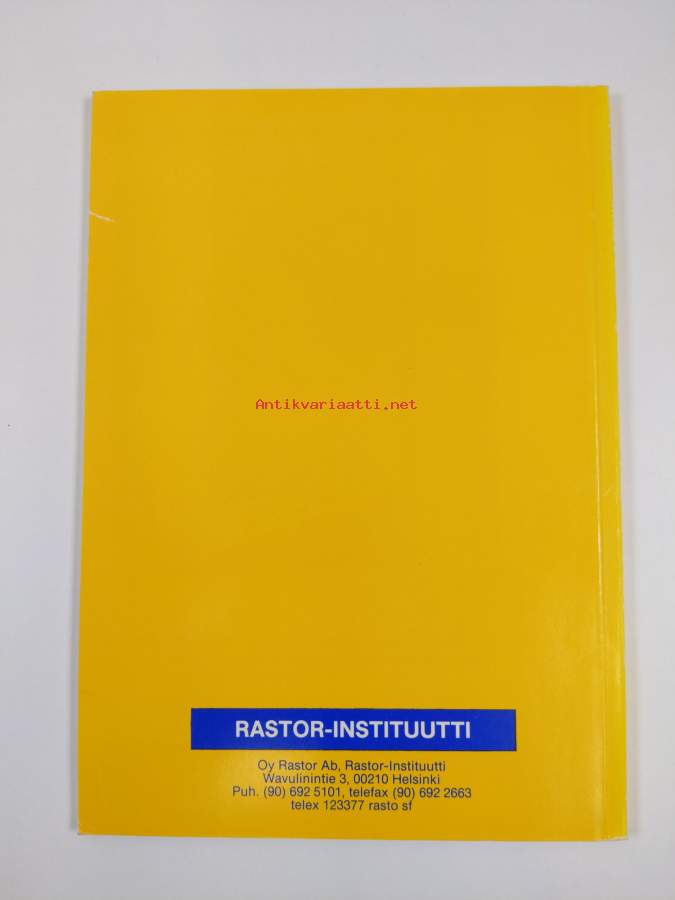 Antikvariaatti.net
RASTOR-INSTITUUTTI
Oy Rastor Ab, Rastor-Instituutti
Wavulinintie 3, 00210 Helsinki
Puh. (90) 692 5101, telefax (90) 692 2663
telex 123377 rasto sf